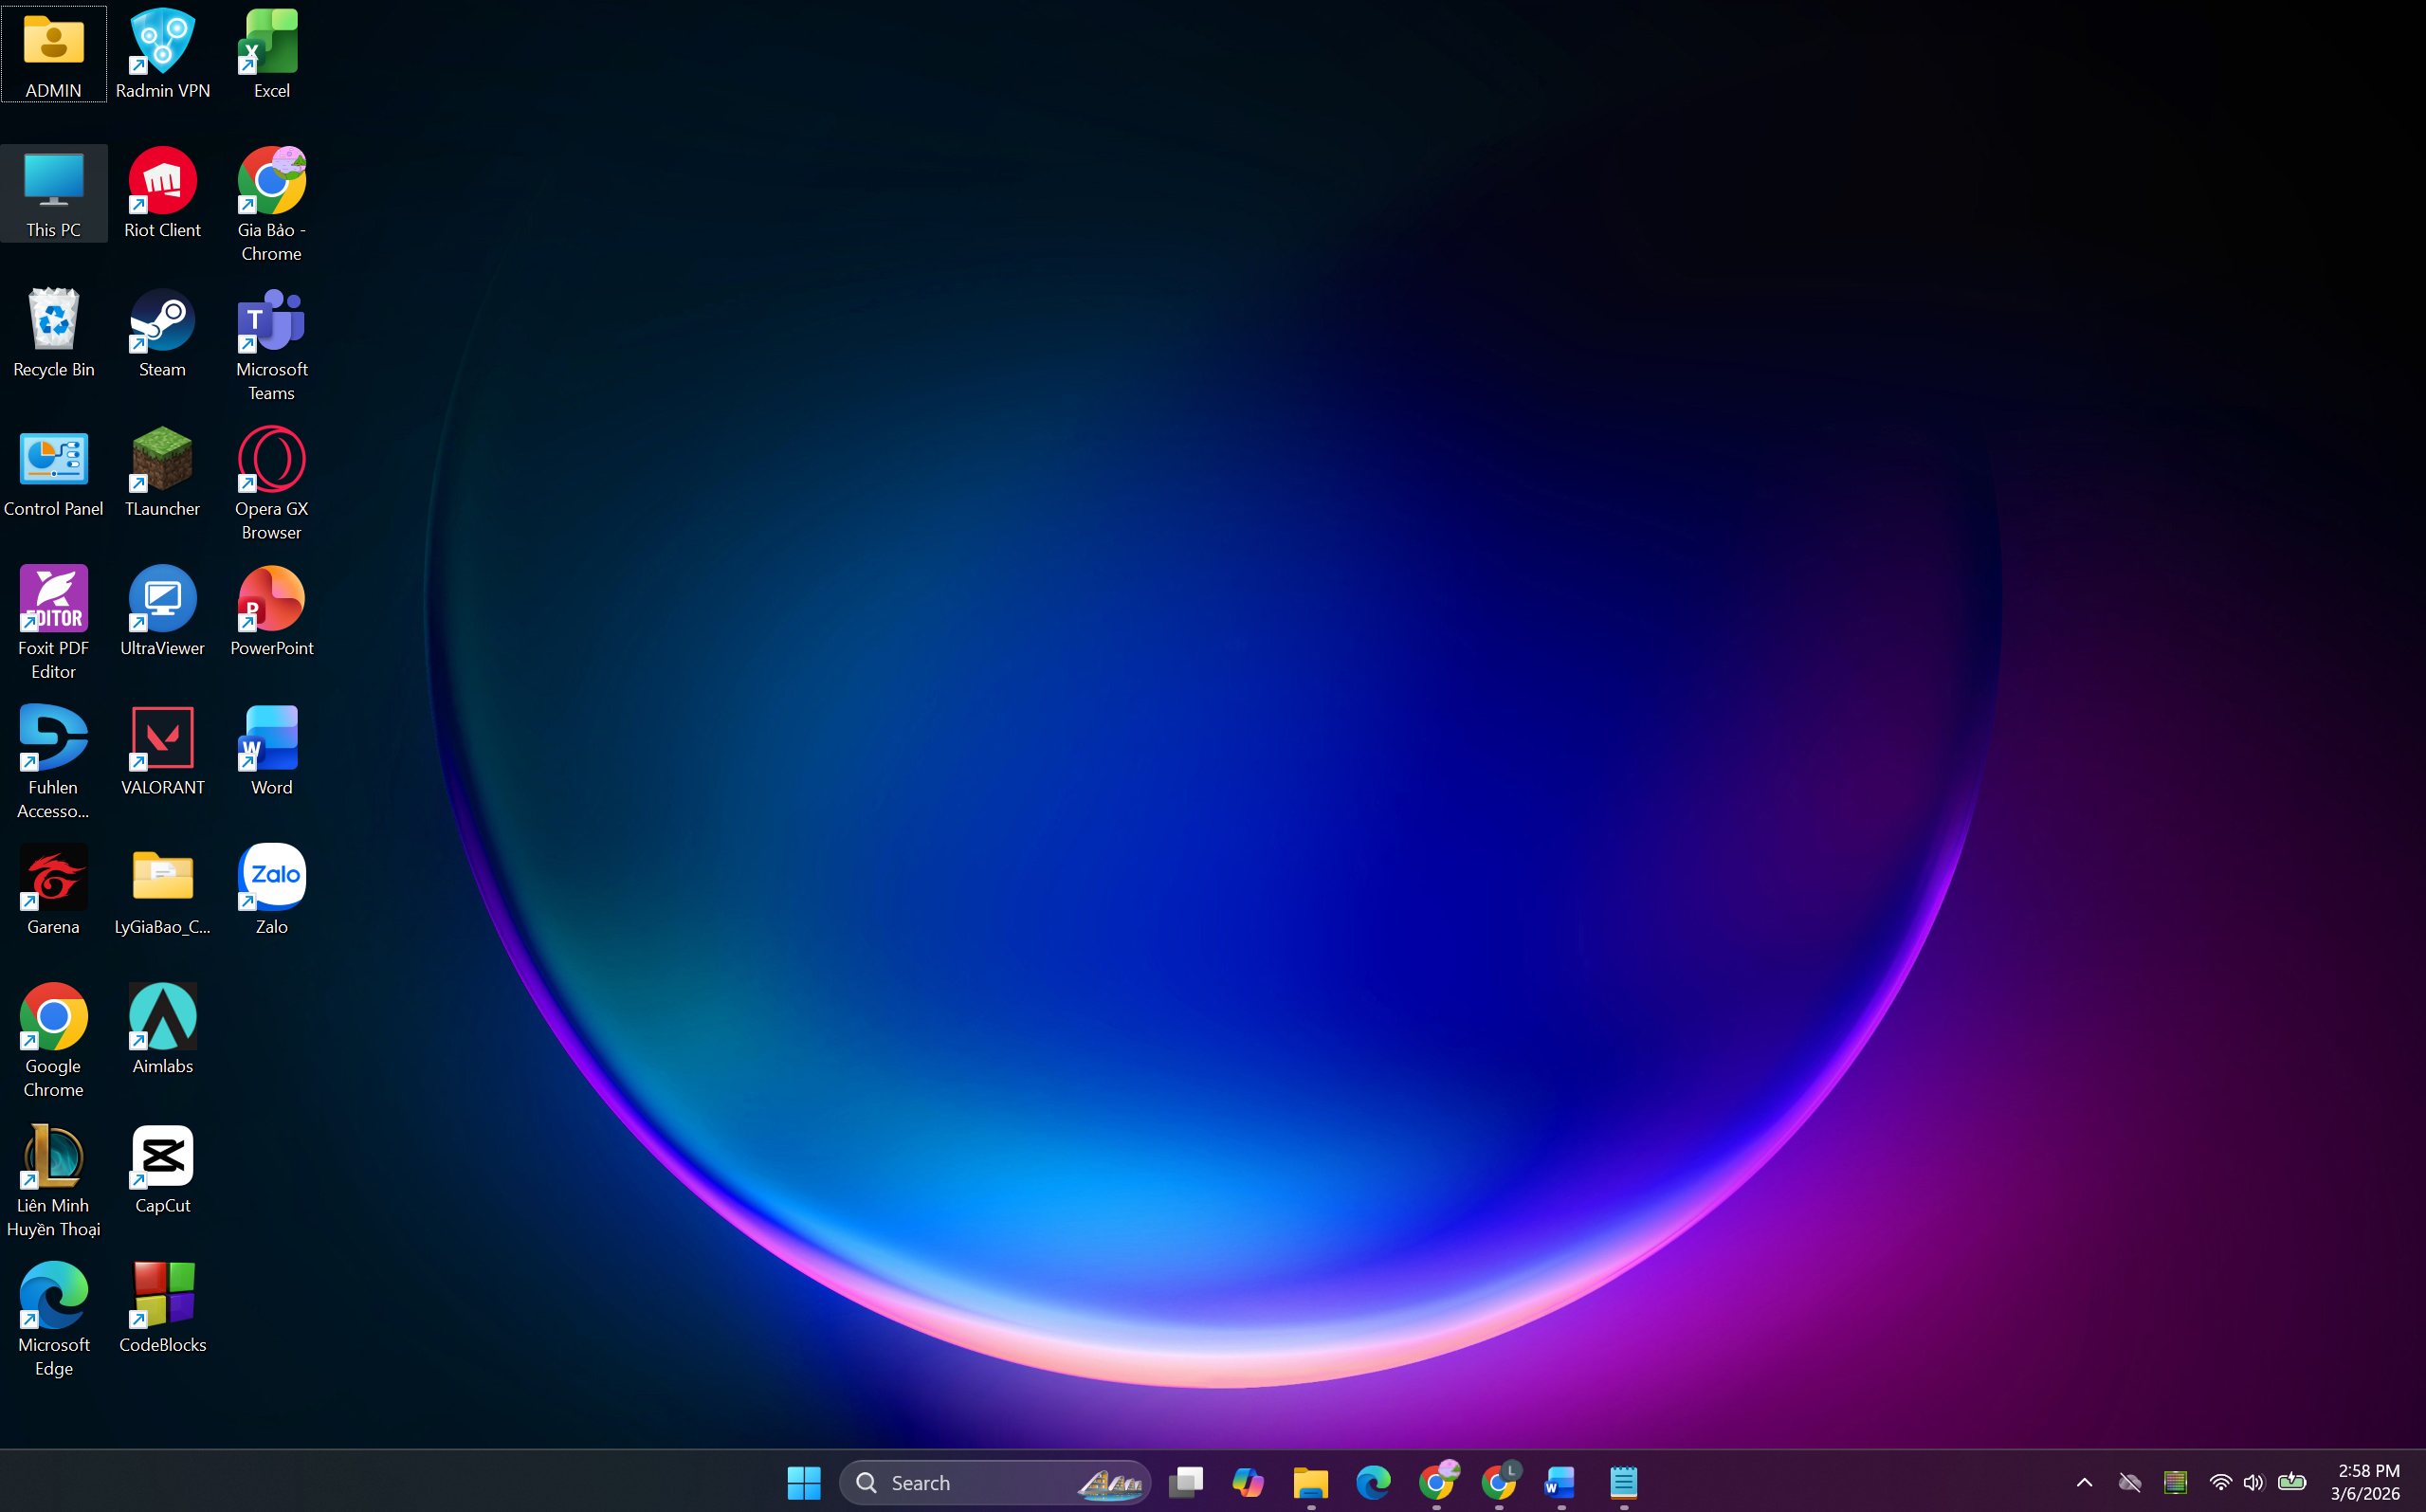 ADMIN
Radmin VPN
Excel
This PC
Riot Client
Gia Bảo -
Chrome
Recycle Bin
Steam
Microsoft
Teams
Control Panel
TLauncher
Opera GX
Browser
Foxit PDF
Editor
UltraViewer
PowerPoint
Fuhlen
Accesso...
VALORANT
Word
Garena
LyGiaBao_C...
Zalo
Zalo
Google
Chrome
Aimlabs
Liên Minh
Huyền Thoại
CapCut
Microsoft
Edge
CodeBlocks
Search
2:58 PM
3/6/2026
X
T
EDITOR
P
W
L
W